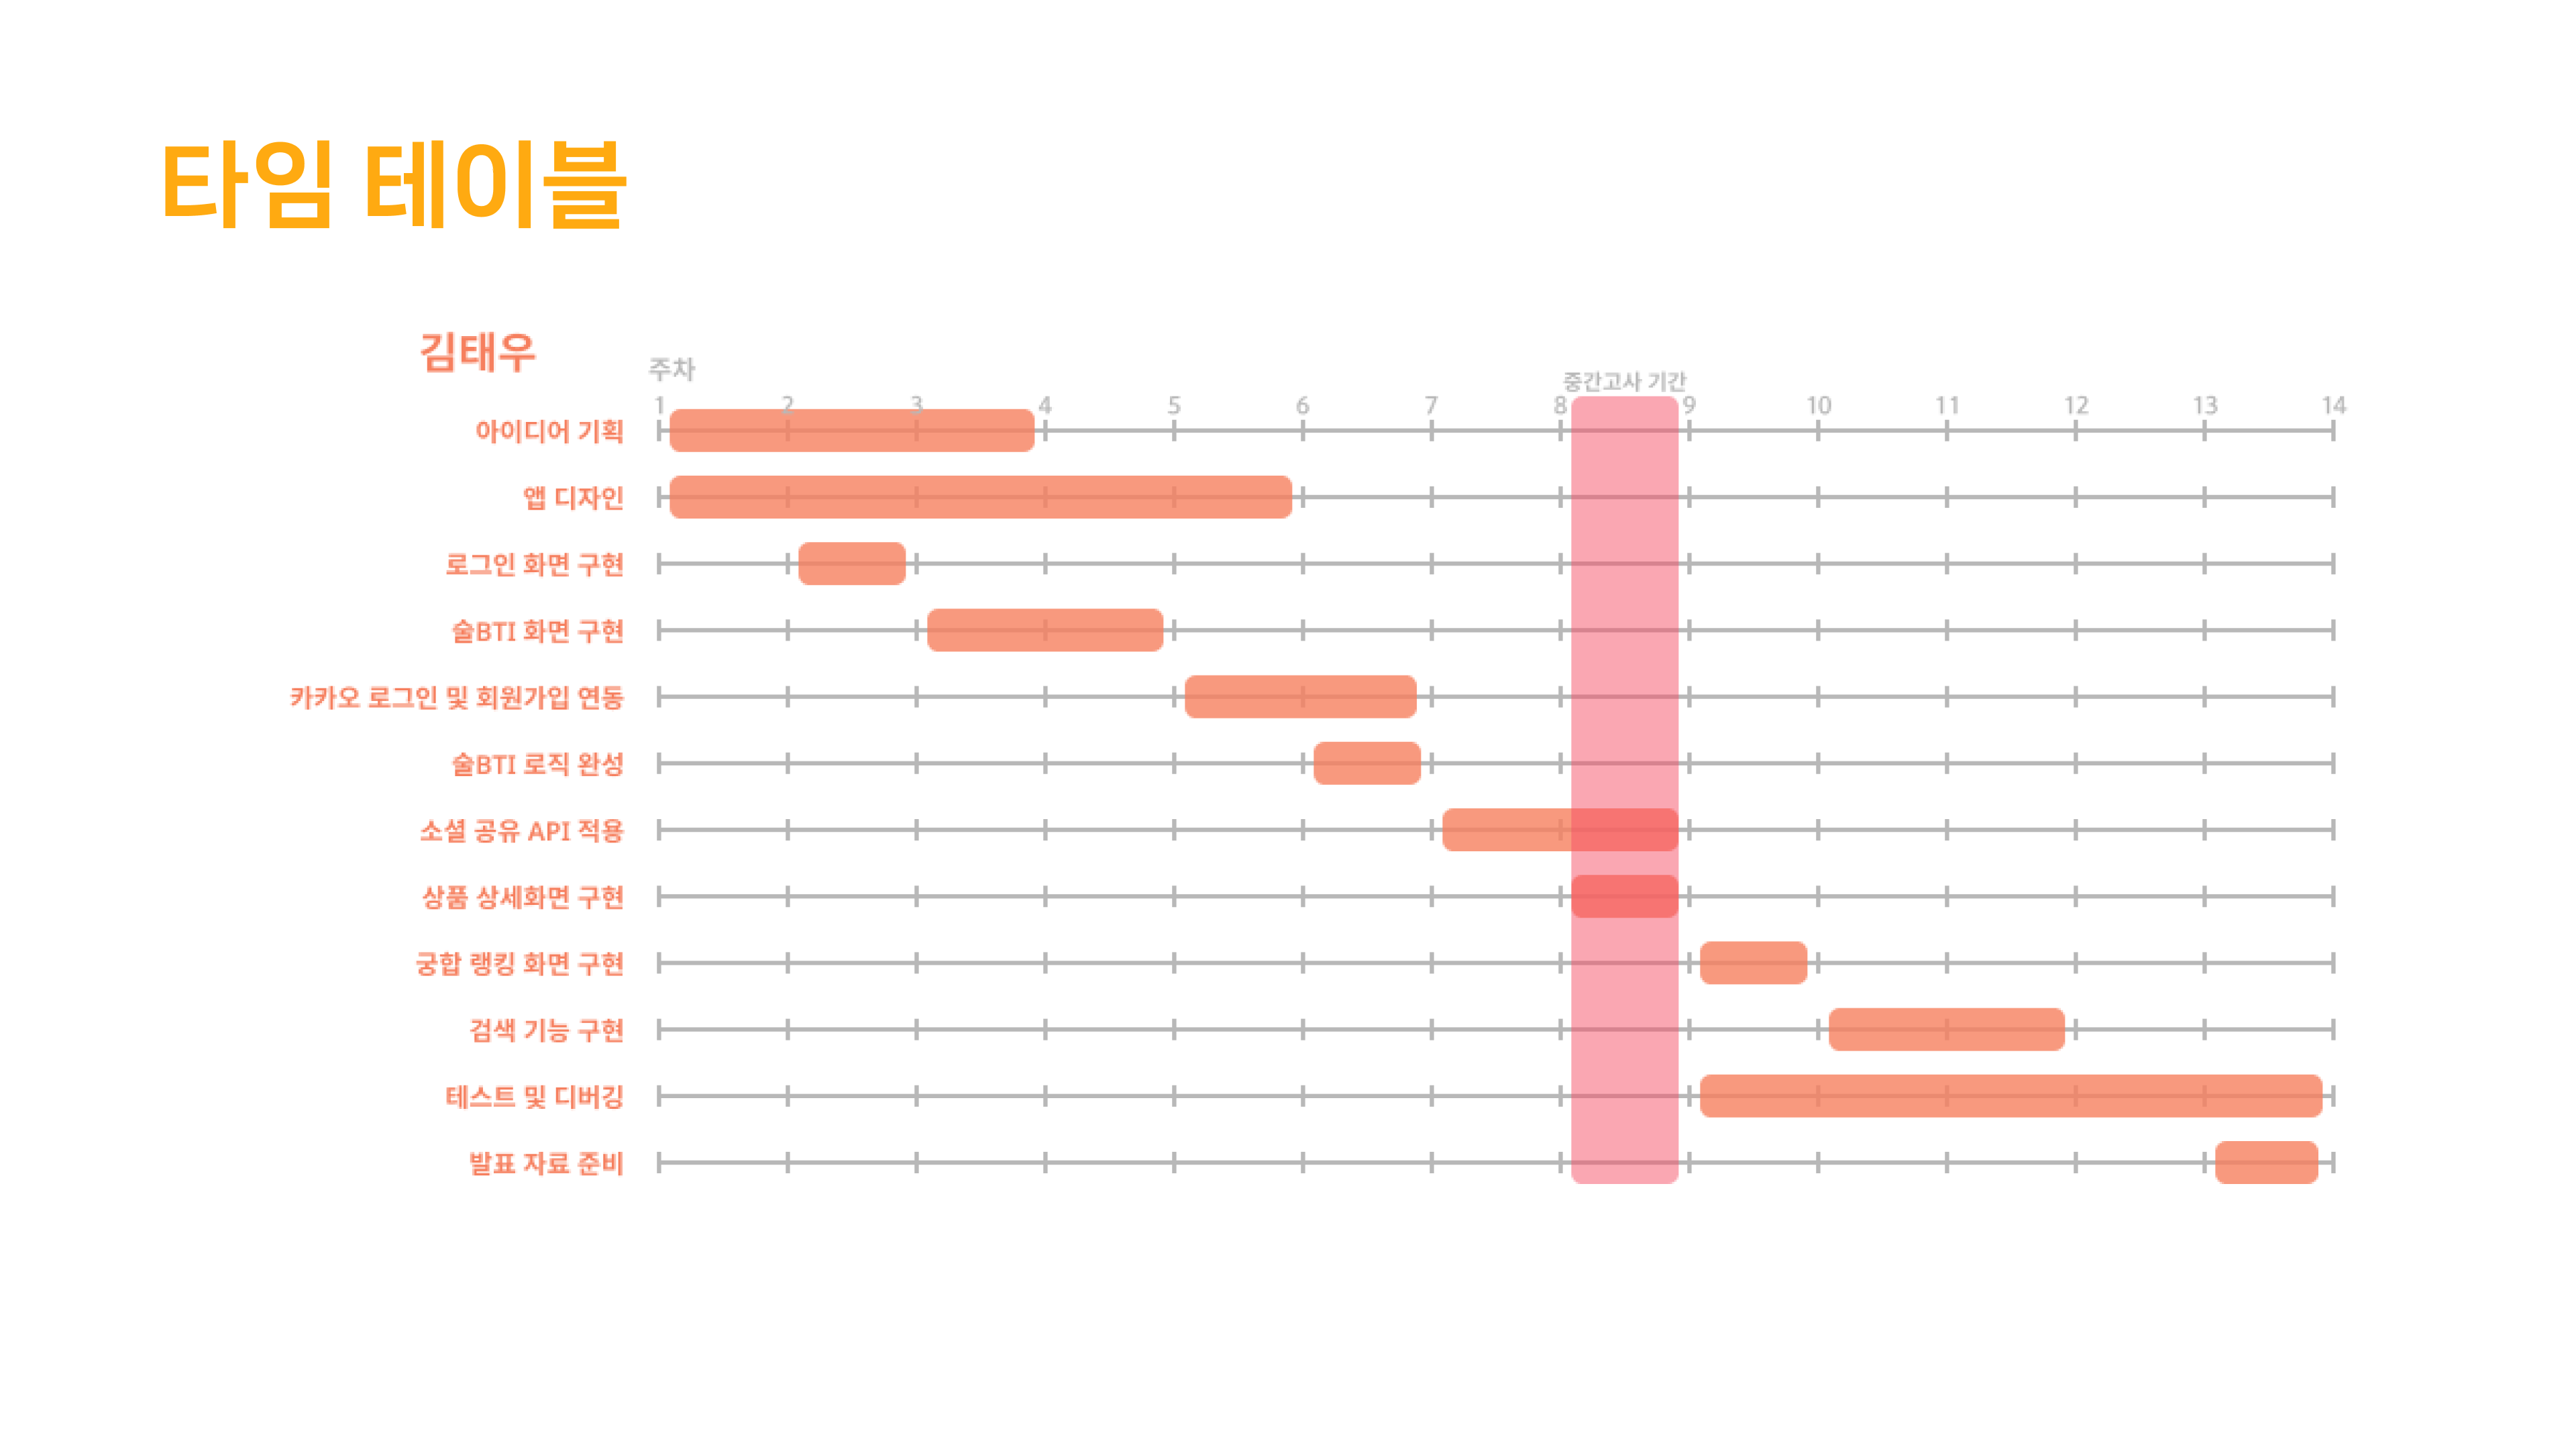 타임 테이블
김태우
주차
중간고사 기간
1 2 3 4 5 6 7 8 9 10 11 12 13 14
아이디어 기획
앱 디자인
로그인 화면 구현
술BTI 화면 구현
카카오 로그인 및 회원가입 연동
술BTI 로직 완성
소셜 공유 API 적용
상품 상세화면 구현
궁합 랭킹 화면 구현
검색 기능 구현
테스트 및 디버깅
발표 자료 준비